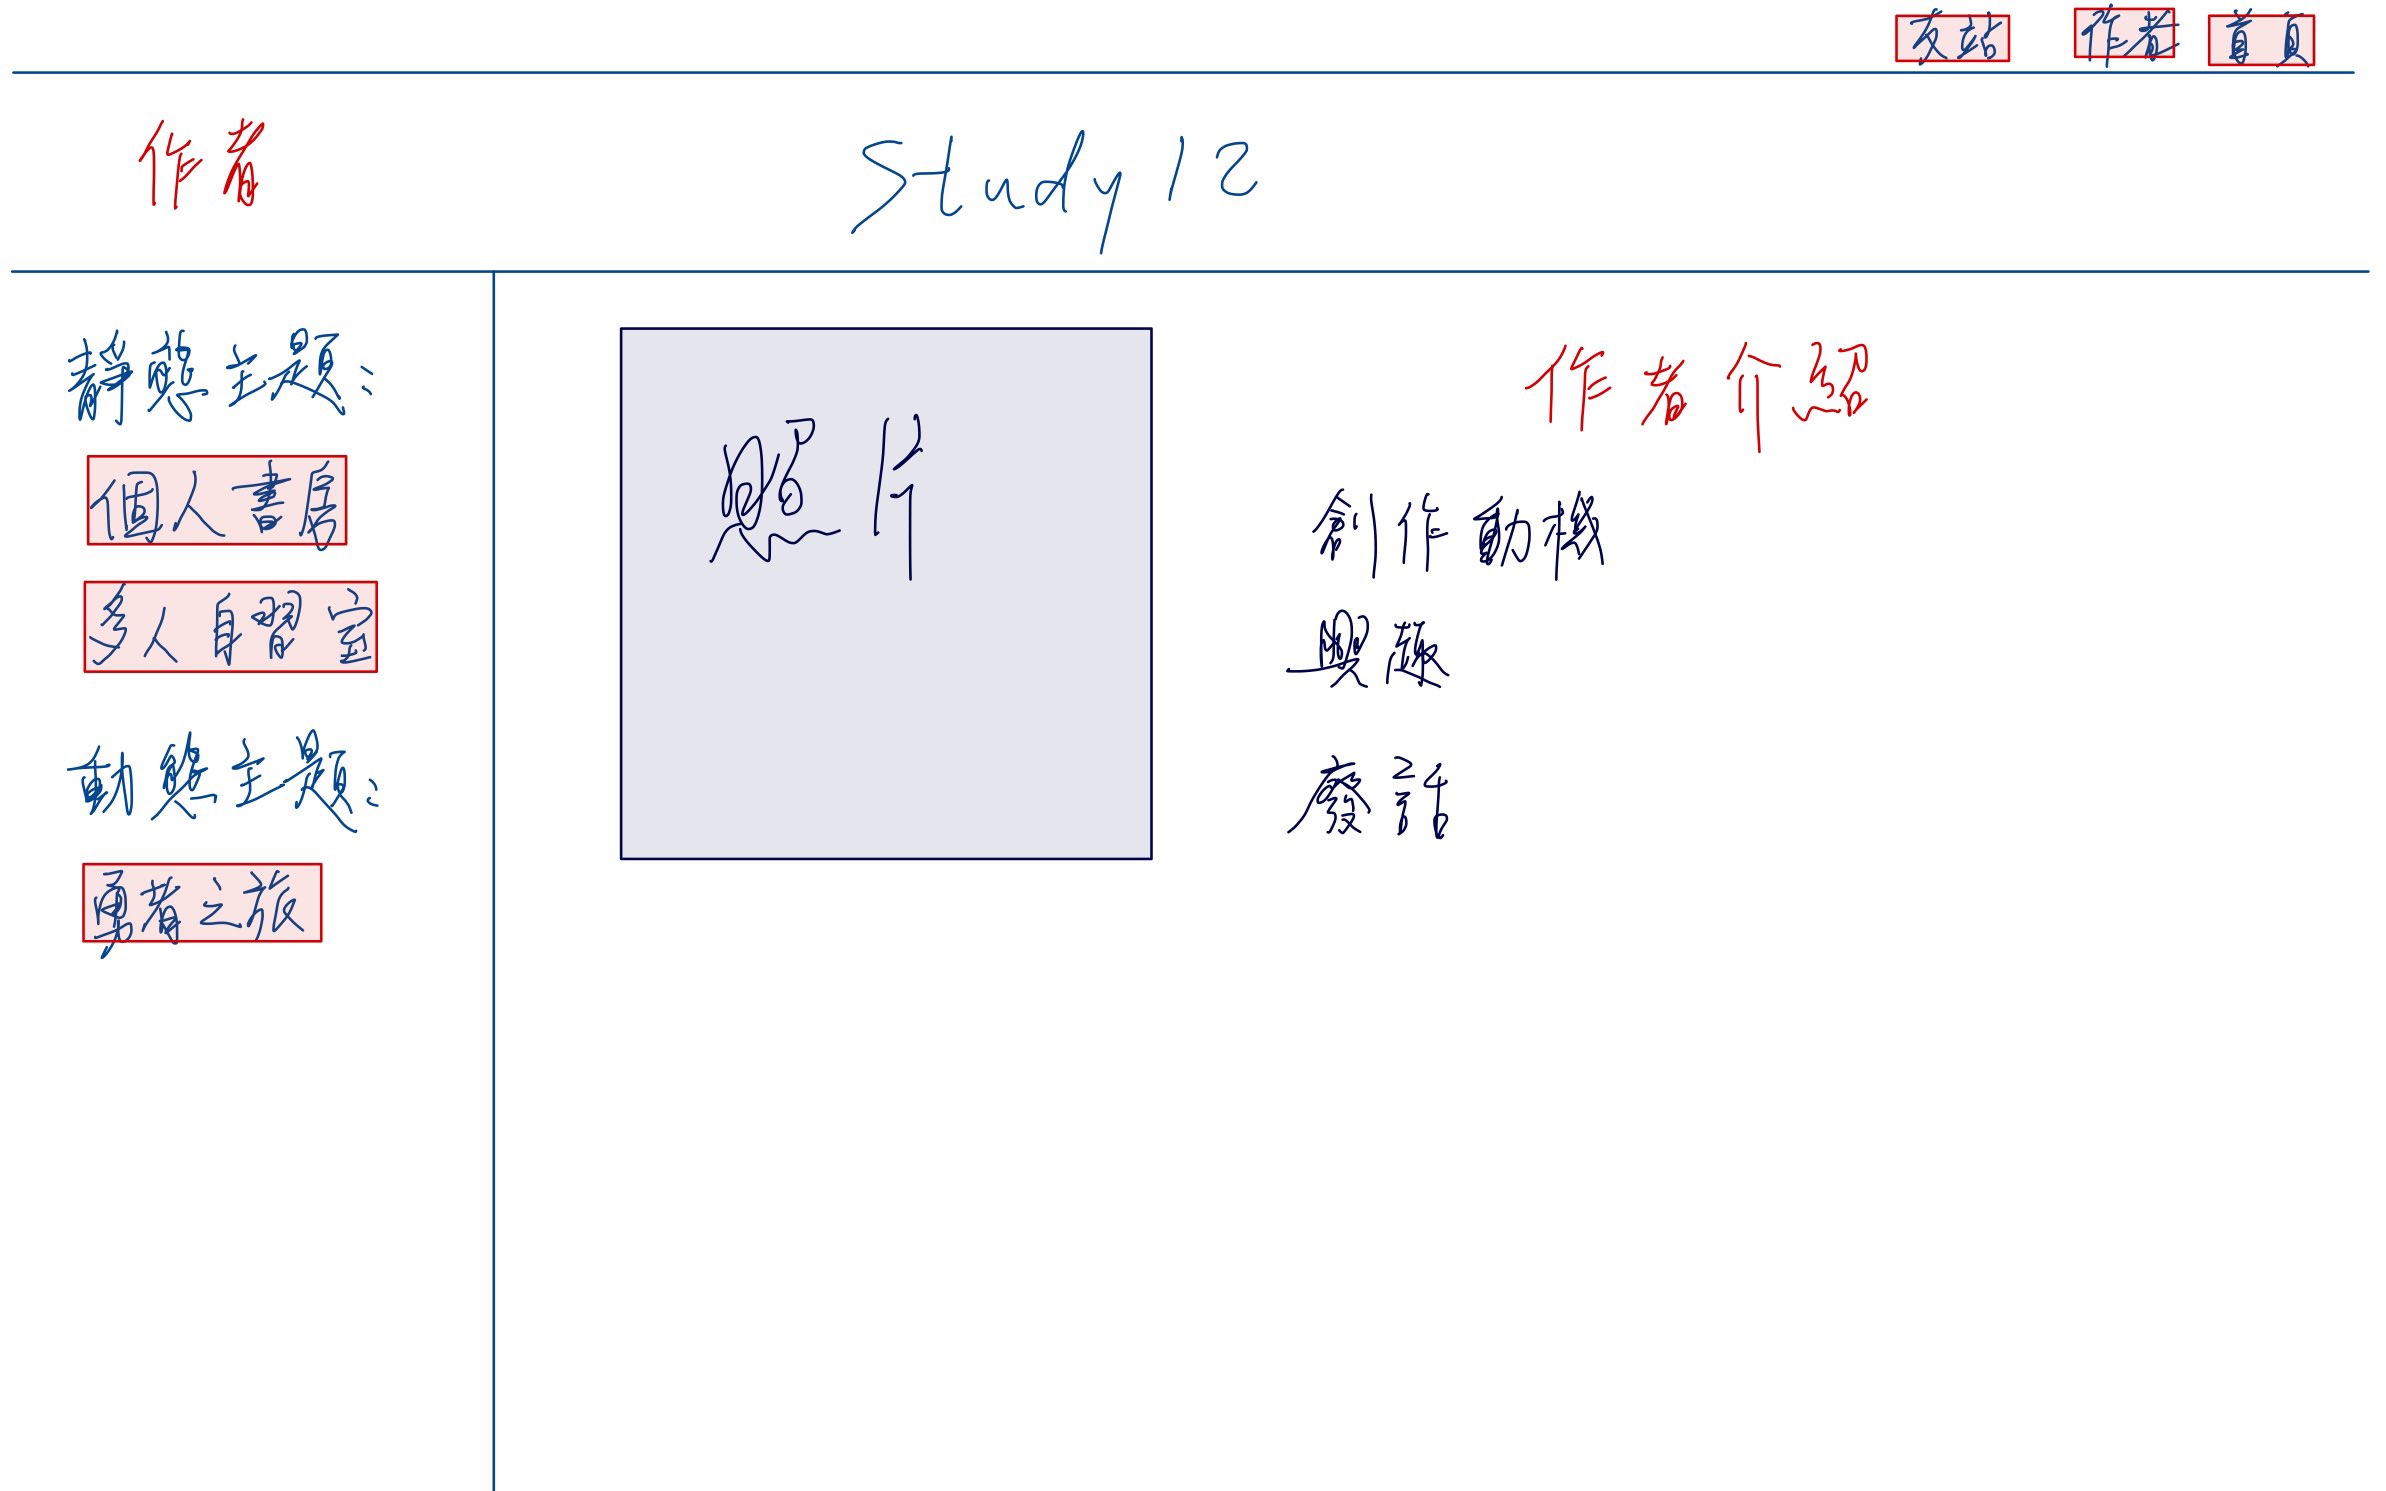 友站 作者 首頁
作者
Study 12
靜態主題:
個人書房
多人自習室
動態主題:
勇者之旅
照片
作者介紹
創作動機
興趣
廢話